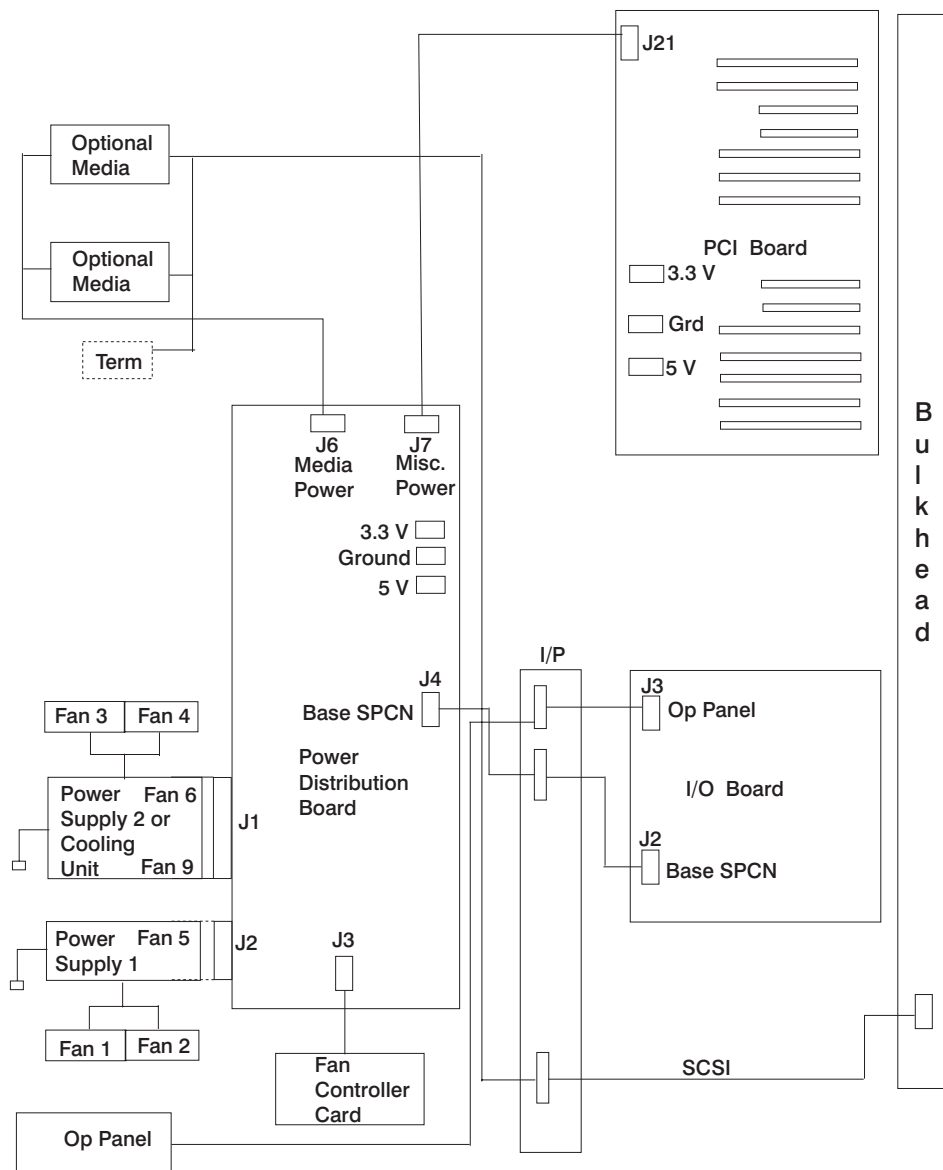 J21
Optional
Media
PCI Board
3.3 V
Grd
5 V
Optional
Media
Term
B
u
l
k
h
e
a
d
J6
Media
Power
J7
Misc.
Power
3.3 V
Ground
5 V
I/P
J4
Base SPCN
J3
Op Panel
Fan 3
Fan 4
Power
Distribution
Board
I/O Board
Power
Supply 2 or
Cooling
Unit
Fan 6
Fan 9
J1
J2
Base SPCN
Power
Supply 1
Fan 5
J2
J3
Fan 1
Fan 2
Fan
Controller
Card
SCSI
Op Panel